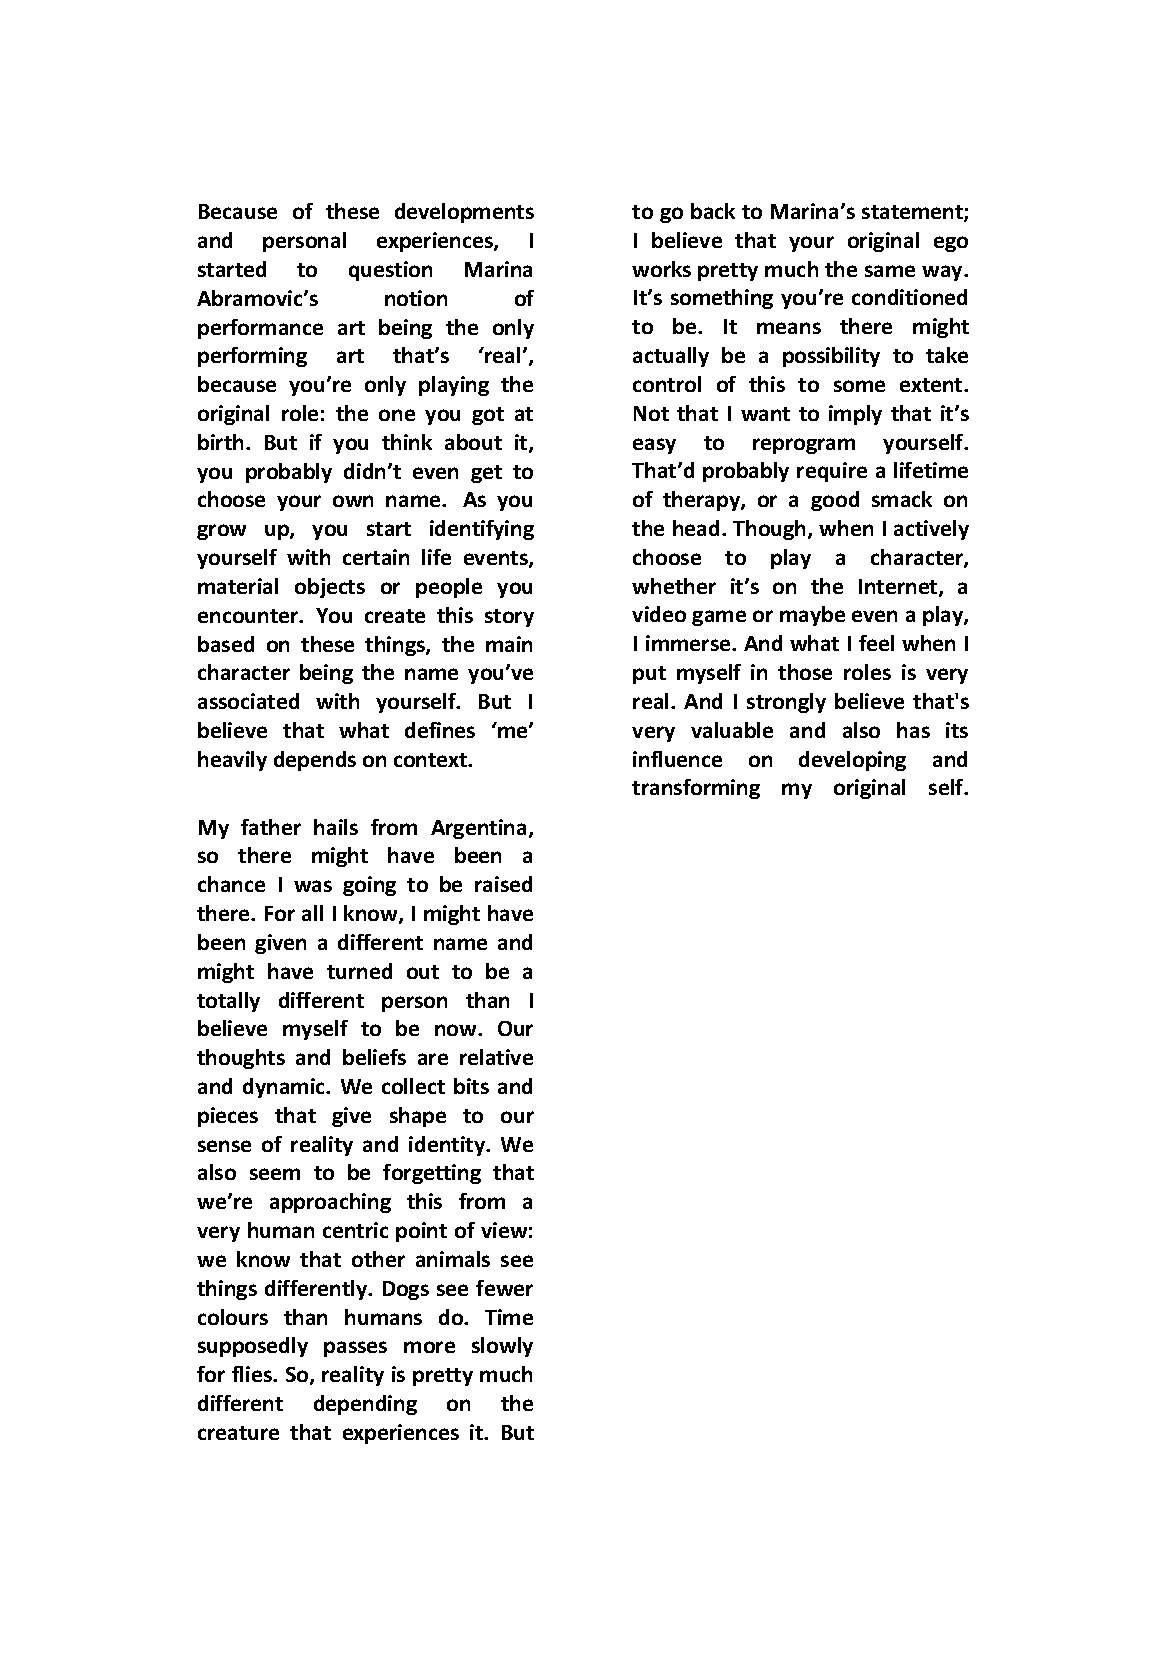 Because of these developments
and personal experiences, I
started to question Marina
Abramovic’s notion of
performance art being the only
performing art that’s ‘real’,
because you’re only playing the
original role: the one you got at
birth. But if you think about it,
you probably didn’t even get to
choose your own name. As you
grow up, you start identifying
yourself with certain life events,
material objects or people you
encounter. You create this story
based on these things, the main
character being the name you’ve
associated with yourself. But I
believe that what defines ‘me’
heavily depends on context.
My father hails from Argentina,
so there might have been a
chance I was going to be raised
there. For all I know, I might have
been given a different name and
might have turned out to be a
totally different person than I
believe myself to be now. Our
thoughts and beliefs are relative
and dynamic. We collect bits and
pieces that give shape to our
sense of reality and identity. We
also seem to be forgetting that
we’re approaching this from a
very human centric point of view:
we know that other animals see
things differently. Dogs see fewer
colours than humans do. Time
supposedly passes more slowly
for flies. So, reality is pretty much
different depending on the
creature that experiences it. But
to go back to Marina’s statement;
I believe that your original ego
works pretty much the same way.
It’s something you’re conditioned
to be. It means there might
actually be a possibility to take
control of this to some extent.
Not that I want to imply that it’s
easy to reprogram yourself.
That’d probably require a lifetime
of therapy, or a good smack on
the head. Though, when I actively
choose to play a character,
whether it’s on the Internet, a
video game or maybe even a play,
I immerse. And what I feel when I
put myself in those roles is very
real. And I strongly believe that's
very valuable and also has its
influence on developing and
transforming my original self.